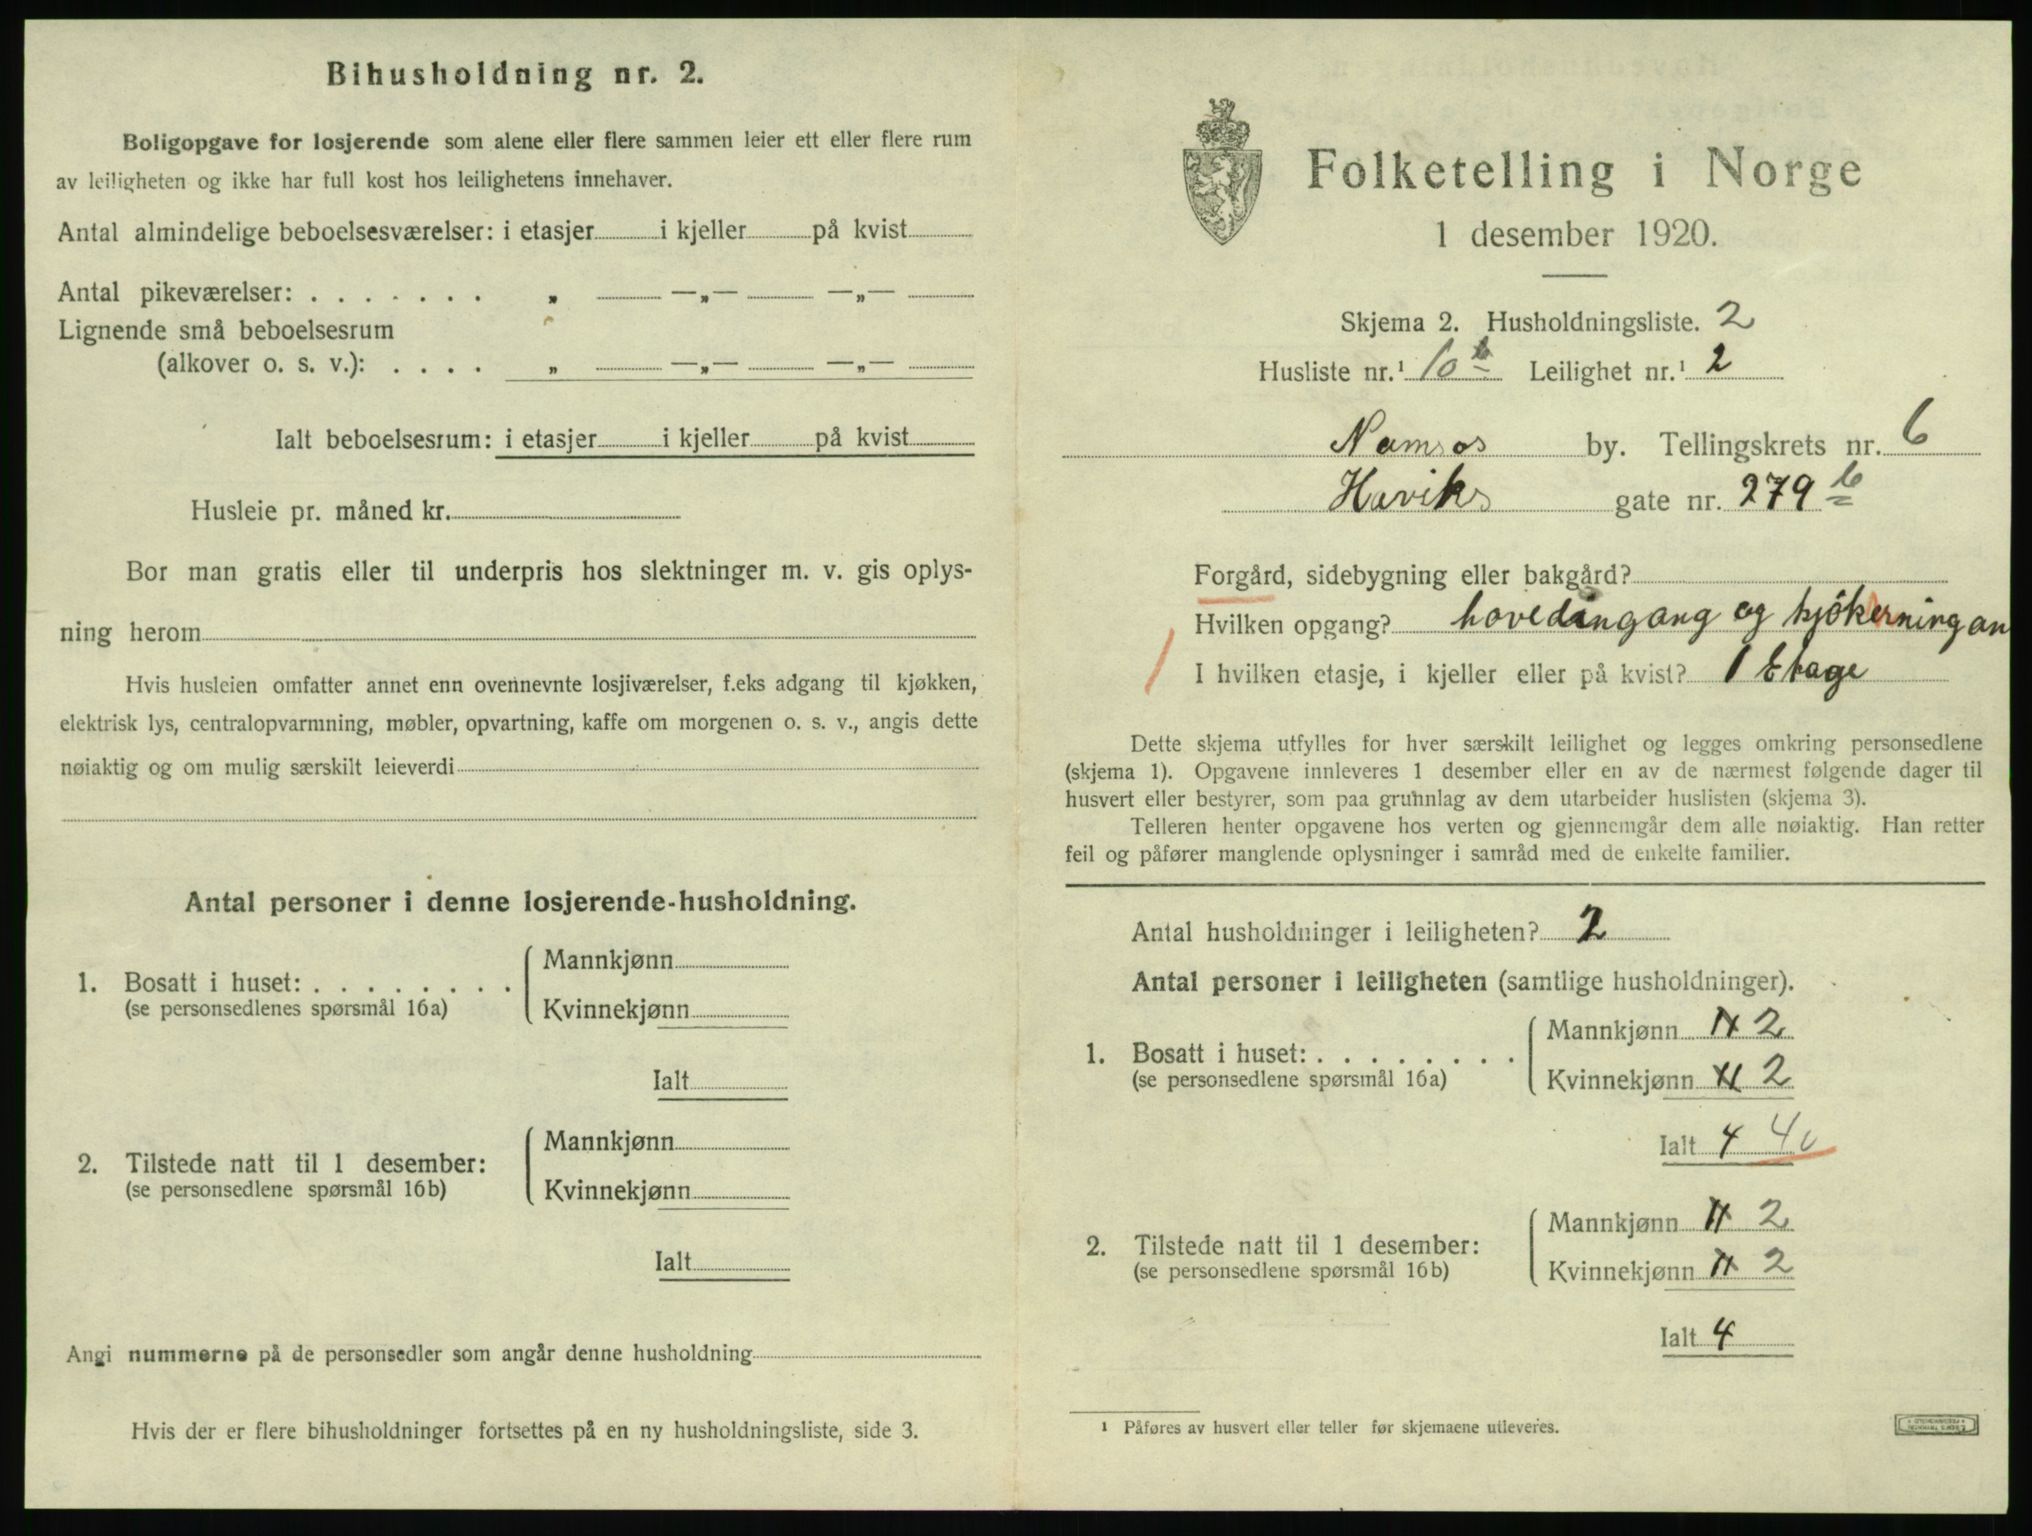 Bihusholdning nr. 2.
Boligopgave for losjerende som alene eller flere sammen leier ett eller flere rum
av leiligheten og ikke har full kost hos leilighetens innehaver.
Antal almindelige beboelsesværelser: i etasjer i kjeller på kvist
Antal pikeværelser: . . . . . . . „ —„— —„—
Lignende små beboelsesrum
(alkover o. s. v.): . . . . „ —„— —„—
Ialt beboelsesrum: i etasjer i kjeller på kvist
Husleie pr. måned kr.
Bor man gratis eller til underpris hos slektninger m. v. gis oplys-
ning herom
Hvis husleien omfatter annet enn ovennevnte losjiværelser, f.eks adgang til kjøkken,
elektrisk lys, centralopvarmning, møbler, opvartning, kaffe om morgenen o. s. v., angis dette
nøiaktig og om mulig særskilt leieverdi
Antal personer i denne losjerende-husholdning.
1. Bosatt i huset: . . . . . . . .
(se personsedlenes spørsmål 16a)
Mannkjønn
Kvinnekjønn
Ialt
2. Tilstede natt til 1 desember:
(se personsedlene spørsmål 16b)
Mannkjønn
Kvinnekjønn
Ialt
Angi nummerne på de personsedler som angår denne husholdning
Hvis der er flere bihusholdninger fortsettes på en ny husholdningsliste, side 3.
Folketelling i Norge
1 desember 1920.
Skjema 2. Husholdningsliste. 2
Husliste nr.¹ 10 b Leilighet nr.¹ 2
Namsos by. Tellingskrets nr. 6
Haviks gate nr. 279 b
Forgård, sidebygning eller bakgård?
Hvilken opgang? hovedingang og kjökerningan
I hvilken etasje, i kjeller eller på kvist? 1 Etage
Dette skjema utfylles for hver særskilt leilighet og legges omkring personsedlene
(skjema 1). Opgavene innleveres 1 desember eller en av de nærmest følgende dager til
husvert eller bestyrer, som paa grunnlag av dem utarbeider huslisten (skjema 3).
Telleren henter opgavene hos verten og gjennemgår dem alle nøiaktig. Han retter
feil og påfører manglende oplysninger i samråd med de enkelte familier.
Antal husholdninger i leiligheten? 2
Antal personer i leiligheten (samtlige husholdninger).
1. Bosatt i huset: . . . . . . . .
(se personsedlene spørsmål 16a)
Mannkjønn 2
Kvinnekjønn 2
Ialt 4 4
2. Tilstede natt til 1 desember:
(se personsedlene spørsmål 16b)
Mannkjønn 2
Kvinnekjønn 2
Ialt 4
¹ Påføres av husvert eller teller før skjemaene utleveres.